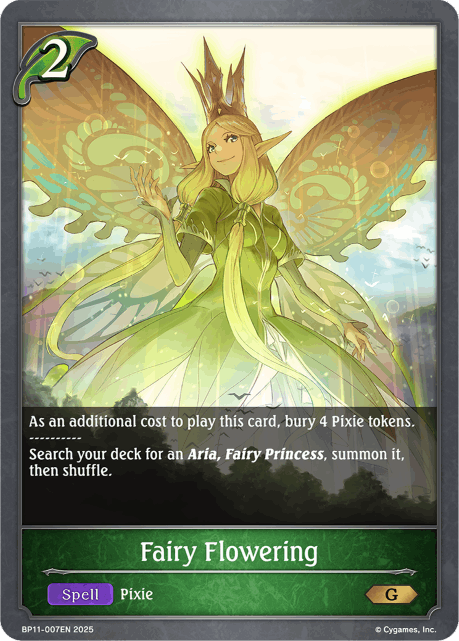 2
As an additional cost to play this card, bury 4 Pixie tokens.
----------
Search your deck for an Aria, Fairy Princess, summon it,
then shuffle.
Fairy Flowering
Spell Pixie G
BP11-007EN 2025 © Cygames, Inc.